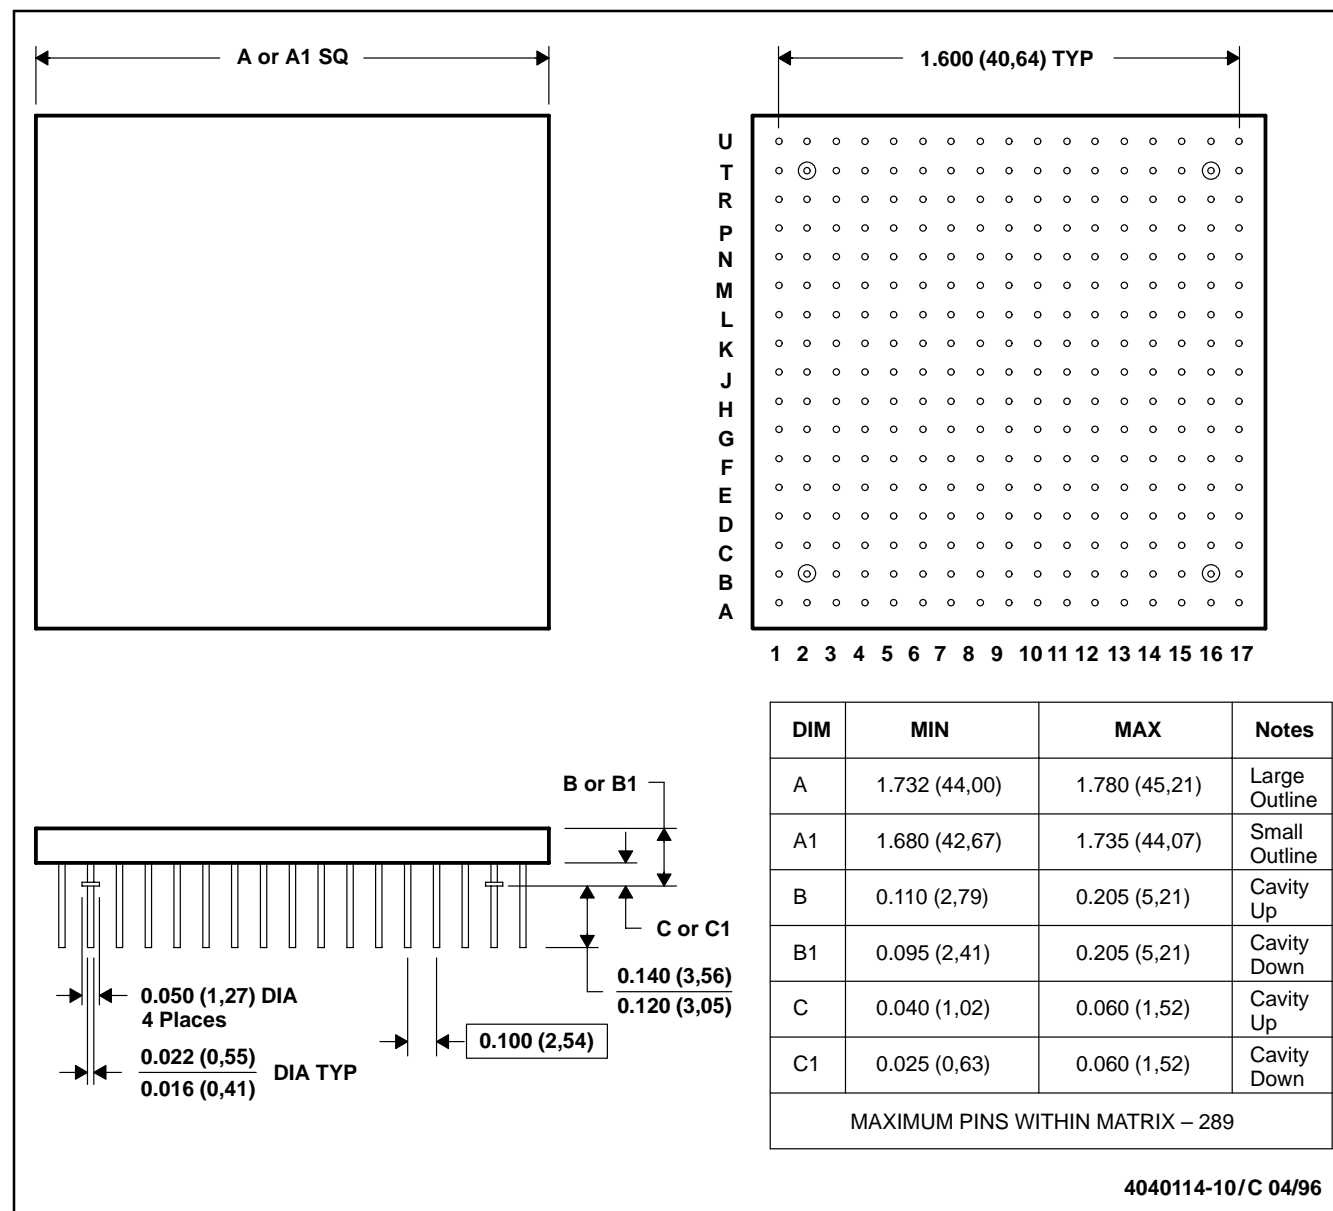 A or A1 SQ
1.600 (40,64) TYP
U
T
R
P
N
M
L
K
J
H
G
F
E
D
C
B
A
1 2 3 4 5 6 7 8 9 10 11 12 13 14 15 16 17
B or B1
C or C1
0.140 (3,56)
0.120 (3,05)
0.050 (1,27) DIA
4 Places
0.022 (0,55)
0.016 (0,41)
DIA TYP
0.100 (2,54)
DIM MIN MAX Notes
A 1.732 (44,00) 1.780 (45,21) Large
Outline
A1 1.680 (42,67) 1.735 (44,07) Small
Outline
B 0.110 (2,79) 0.205 (5,21) Cavity
Up
B1 0.095 (2,41) 0.205 (5,21) Cavity
Down
C 0.040 (1,02) 0.060 (1,52) Cavity
Up
C1 0.025 (0,63) 0.060 (1,52) Cavity
Down
MAXIMUM PINS WITHIN MATRIX – 289
4040114-10/C 04/96